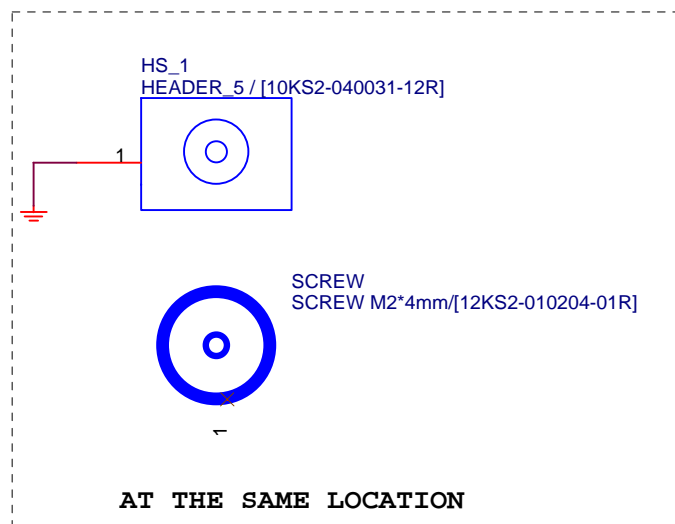 HS_1
HEADER_5 / [10KS2-040031-12R]
1
SCREW
SCREW M2*4mm/[12KS2-010204-01R]
1
AT THE SAME LOCATION